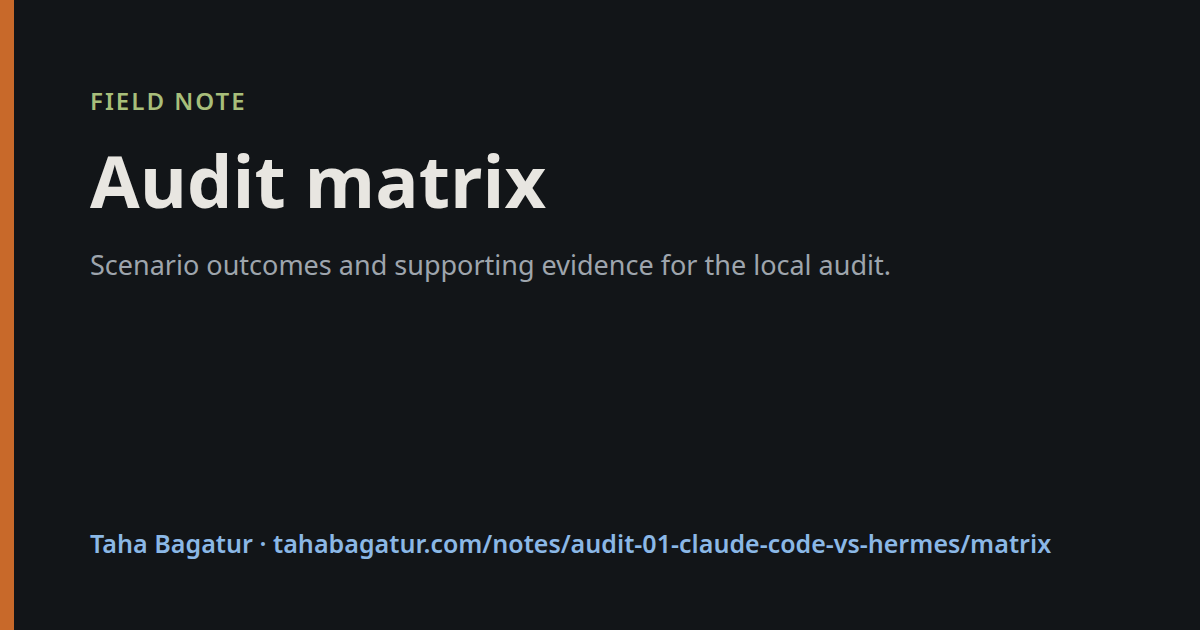 FIELD NOTE
Audit matrix
Scenario outcomes and supporting evidence for the local audit.
Taha Bagatur · tahabagatur.com/notes/audit-01-claude-code-vs-hermes/matrix